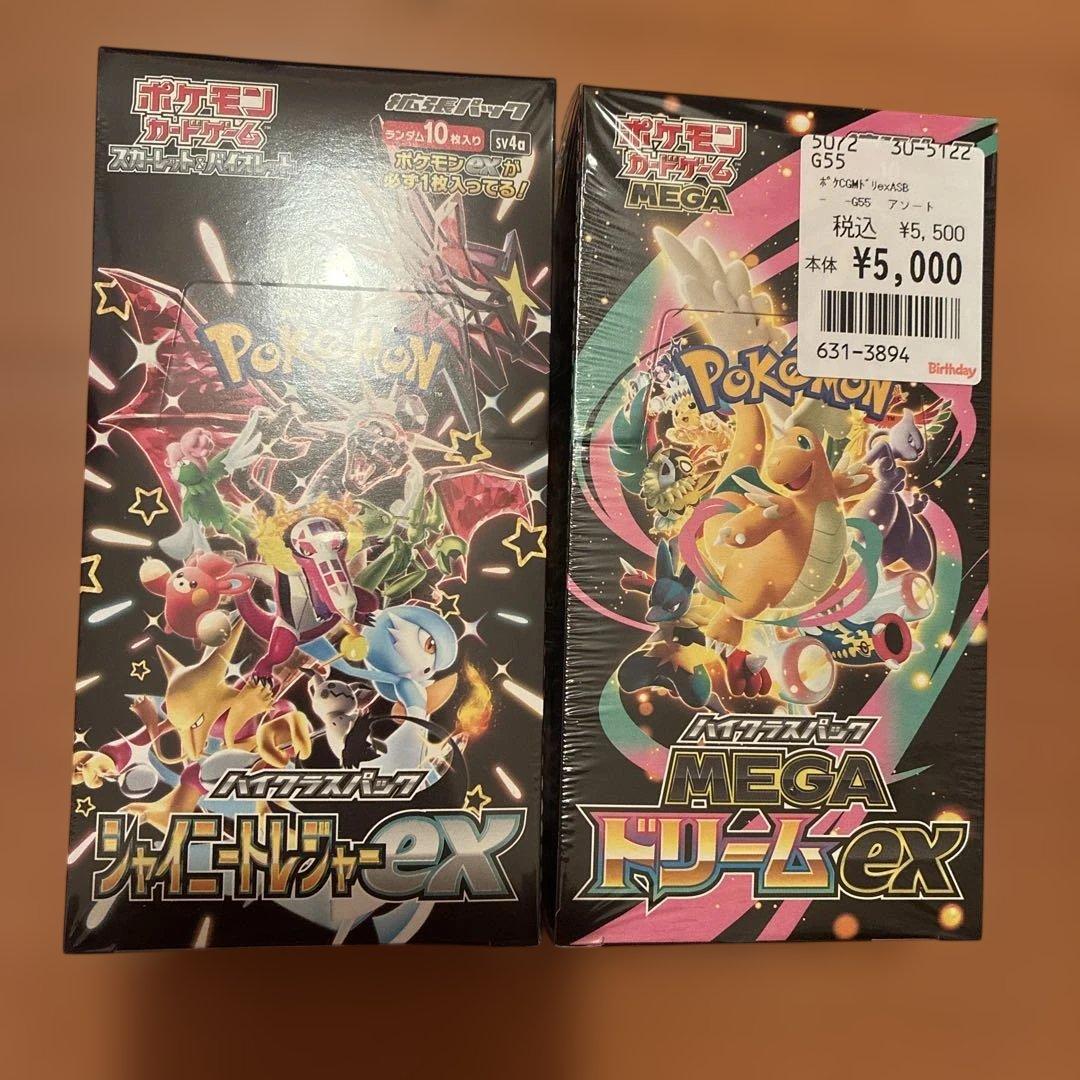 ポケモン
カードゲーム
スカーレット&バイオレット
拡張パック
ランダム10枚入り
sv4a
ポケモンexが
必ず1枚入ってる!
POKÉMON
ハイクラスパック
シャイニートレジャーex
ポケモン
カードゲーム
MEGA
5072 30-5122
G55
ﾎﾟｹCGMﾄﾞﾘexASB
- -G55 アソート
税込 ¥5,500
本体 ¥5,000
631-3894
Birthday
POKÉMON
ハイクラスパック
MEGA
ドリームex